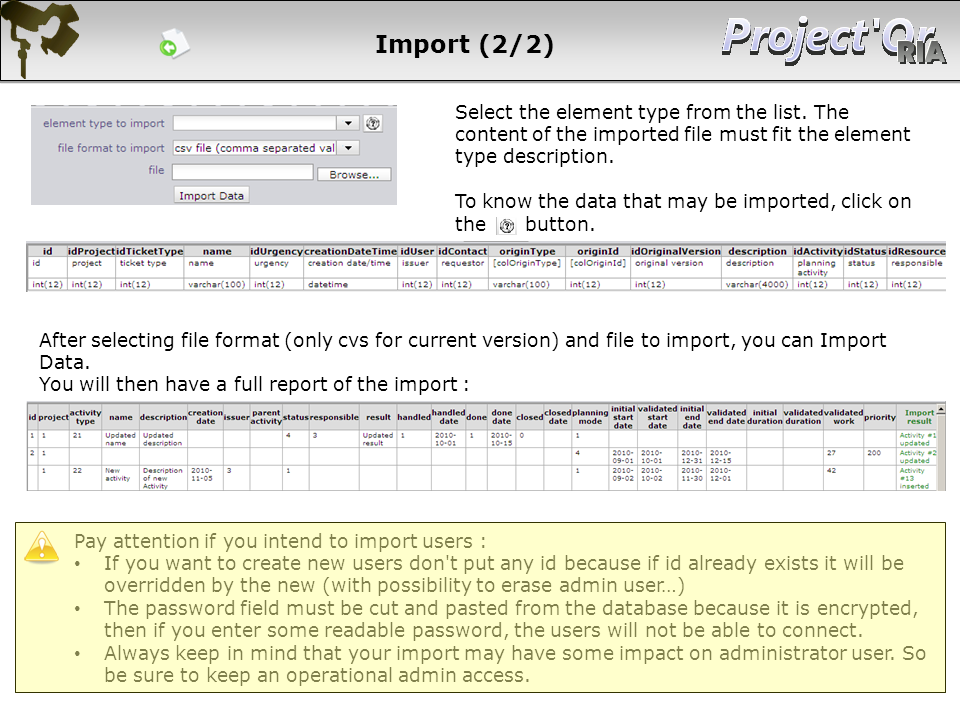 Import (2/2)
Project'Or
RIA
element type to import
file format to import csv file (comma separated val
file Browse...
Import Data
Select the element type from the list. The
content of the imported file must fit the element
type description.
To know the data that may be imported, click on
the button.
id idProject idTicketType name idUrgency creationDateTime idUser idContact originType originId idOriginalVersion description idActivity idStatus idResource
id project ticket type name urgency creation date/time issuer requestor [colOriginType] [colOriginId] original version description planning activity status responsible
int(12) int(12) int(12) varchar(100) int(12) datetime int(12) int(12) varchar(100) int(12) int(12) varchar(4000) int(12) int(12) int(12)
After selecting file format (only cvs for current version) and file to import, you can Import
Data.
You will then have a full report of the import :
id project activity type name description creation date issuer parent activity status responsible result handled handled date done done date closed closed date planning mode initial start date validated start date initial end date validated end date initial duration validated duration validated work priority Import result
1 1 21 Updated name Updated description 4 3 Updated result 1 2010-10-01 1 2010-10-15 0 1 Activity #1 updated
2 1 4 2010-09-01 2010-10-01 2010-12-31 2010-12-15 27 200 Activity #2 updated
1 22 New activity Description of new Activity 2010-11-05 3 1 1 2010-09-02 2010-10-02 2010-11-30 2010-12-01 42 Activity #13 inserted
Pay attention if you intend to import users :
• If you want to create new users don't put any id because if id already exists it will be
overridden by the new (with possibility to erase admin user…)
• The password field must be cut and pasted from the database because it is encrypted,
then if you enter some readable password, the users will not be able to connect.
• Always keep in mind that your import may have some impact on administrator user. So
be sure to keep an operational admin access.